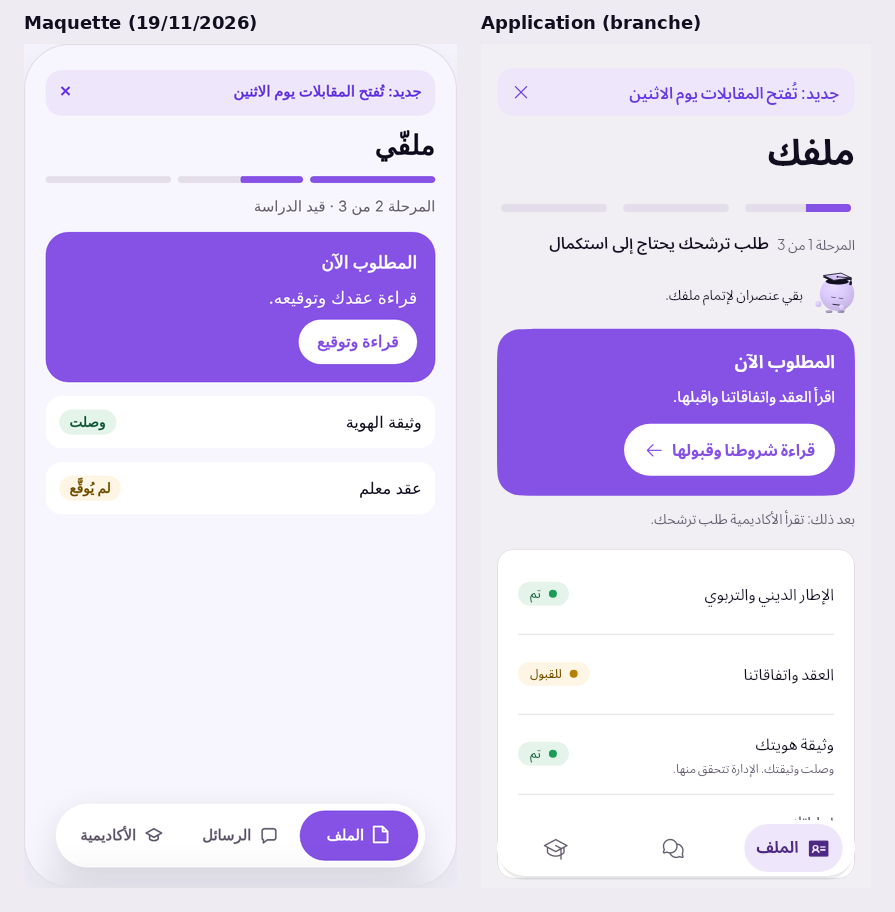 Maquette (19/11/2026)
جديد: تُفتح المقابلات يوم الاثنين ×
ملفّي
المرحلة 2 من 3 · قيد الدراسة
المطلوب الآن
قراءة عقدك وتوقيعه.
قراءة وتوقيع
وثيقة الهوية وصلت
عقد معلم لم يُوقَّع
الملف الرسائل الأكاديمية
Application (branche)
جديد: تُفتح المقابلات يوم الاثنين
ملفك
المرحلة 1 من 3 طلب ترشحك يحتاج إلى استكمال
بقي عنصران لإتمام ملفك.
المطلوب الآن
اقرأ العقد واتفاقاتنا واقبلها.
قراءة شروطنا وقبولها ←
بعد ذلك: تقرأ الأكاديمية طلب ترشحك.
الإطار الديني والتربوي تم
العقد واتفاقاتنا للقبول
وثيقة هويتك تم
وصلت وثيقتك. الإدارة تتحقق منها.
الملف